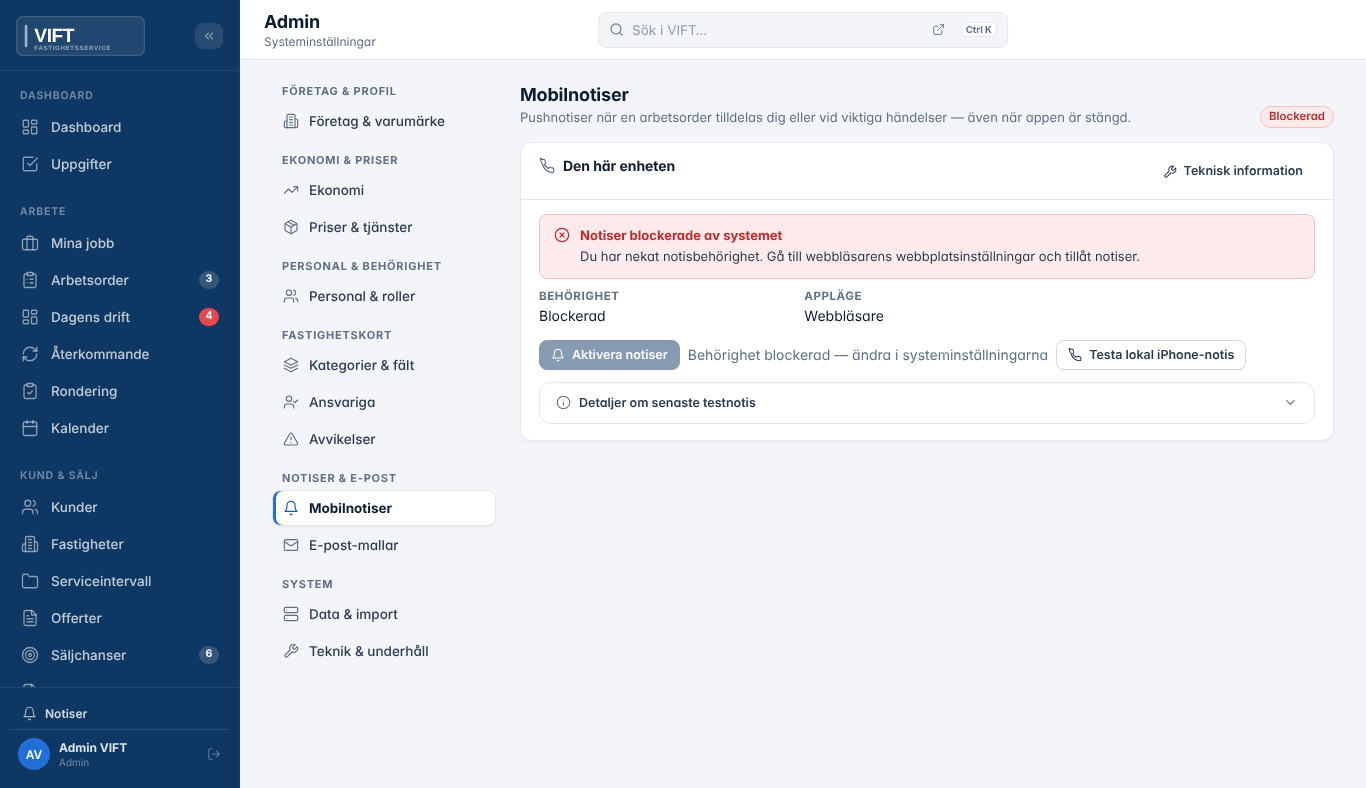 VIFT
FASTIGHETSSERVICE
DASHBOARD
Dashboard
Uppgifter
ARBETE
Mina jobb
Arbetsorder 3
Dagens drift 4
Återkommande
Rondering
Kalender
KUND & SÄLJ
Kunder
Fastigheter
Serviceintervall
Offerter
Säljchanser 6
Notiser
AV
Admin VIFT
Admin
Admin
Systeminställningar
Sök i VIFT...
Ctrl K
FÖRETAG & PROFIL
Företag & varumärke
EKONOMI & PRISER
Ekonomi
Priser & tjänster
PERSONAL & BEHÖRIGHET
Personal & roller
FASTIGHETSKORT
Kategorier & fält
Ansvariga
Avvikelser
NOTISER & E-POST
Mobilnotiser
E-post-mallar
SYSTEM
Data & import
Teknik & underhåll
Mobilnotiser
Pushnotiser när en arbetsorder tilldelas dig eller vid viktiga händelser — även när appen är stängd.
Blockerad
Den här enheten
Teknisk information
Notiser blockerade av systemet
Du har nekat notisbehörighet. Gå till webbläsarens webbplatsinställningar och tillåt notiser.
BEHÖRIGHET
Blockerad
APPLÄGE
Webbläsare
Aktivera notiser
Behörighet blockerad — ändra i systeminställningarna
Testa lokal iPhone-notis
Detaljer om senaste testnotis